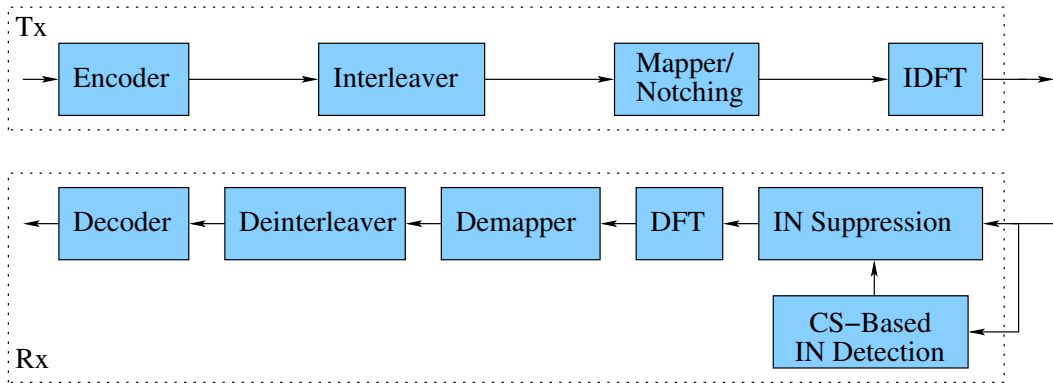 Tx
Encoder
Interleaver
Mapper/
Notching
IDFT
Decoder
Deinterleaver
Demapper
DFT
IN Suppression
CS−Based
IN Detection
Rx